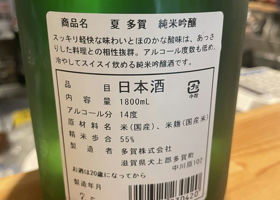 商品名 夏 多賀 純米吟醸
スッキリ軽快な味わいとほのかな酸味は、あっさ
りした料理との相性抜群。アルコール度数も低め、
冷やしてスイスイ飲める純米吟醸酒です。
品目 日本酒
内容量 1800mL
アルコール分 14度
原材料名 米(国産)、米麹(国産米)
精米歩合 55%
多賀株式会社
滋賀県犬上郡多賀町
中川原102
お酒は20歳になってから
製造年月